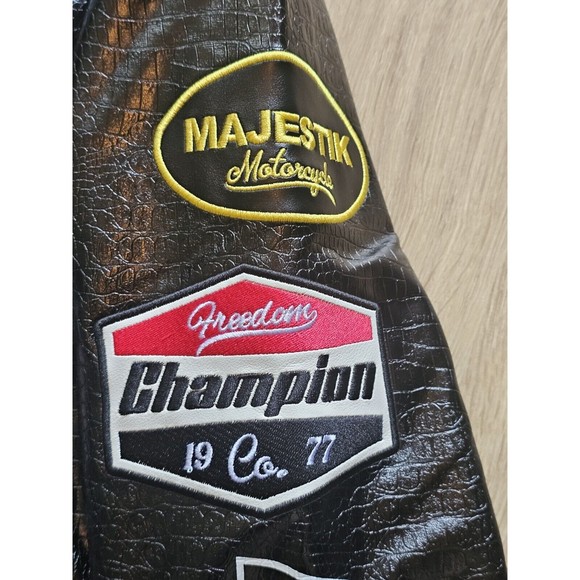 MAJESTIK
Motorcycle
Freedom
Champion
19 Co. 77